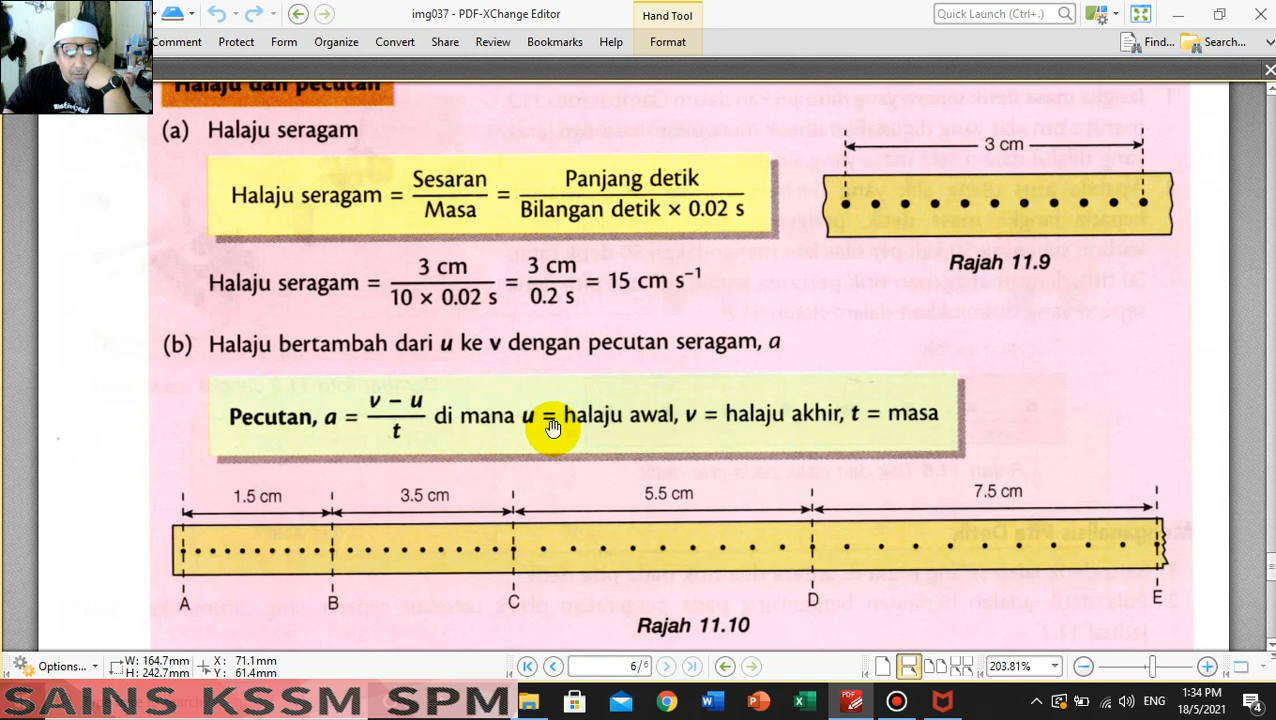 img037 - PDF-XChange Editor
Hand Tool
Quick Launch (Ctrl+.)
Comment Protect Form Organize Convert Share Review Bookmarks Help Format Find... Search...
Halaju dan pecutan
(a) Halaju seragam
Halaju seragam = Sesaran / Masa = Panjang detik / Bilangan detik × 0.02 s
3 cm
Rajah 11.9
Halaju seragam = 3 cm / 10 × 0.02 s = 3 cm / 0.2 s = 15 cm s⁻¹
(b) Halaju bertambah dari u ke v dengan pecutan seragam, a
Pecutan, a = v – u / t di mana u = halaju awal, v = halaju akhir, t = masa
1.5 cm 3.5 cm 5.5 cm 7.5 cm
A B C D E
Rajah 11.10
Options... W: 164.7mm H: 242.7mm X: 71.1mm Y: 61.4mm 6/6 203.81%
SAINS KSSM SPM
ENG 1:34 PM 18/5/2021 4